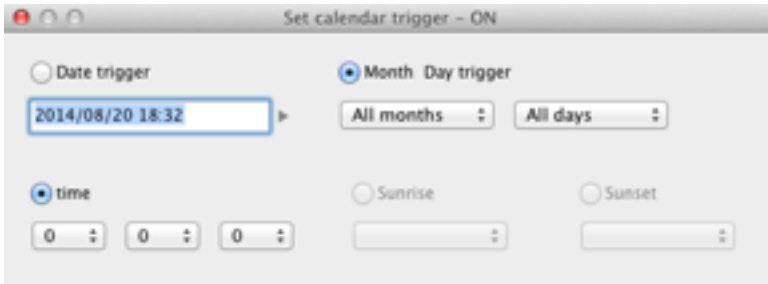 Set calendar trigger - ON
Date trigger
Month Day trigger
2014/08/20 18:32
All months
All days
time
Sunrise
Sunset
0 0 0